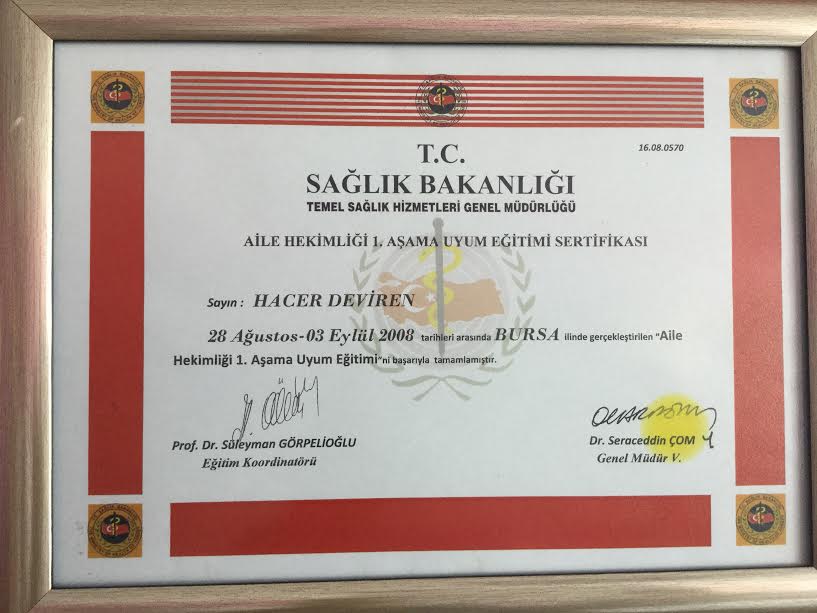 16.08.0570
T.C.
SAĞLIK BAKANLIĞI
TEMEL SAĞLIK HİZMETLERİ GENEL MÜDÜRLÜĞÜ
AİLE HEKİMLİĞİ 1. AŞAMA UYUM EĞİTİMİ SERTİFİKASI
Sayın : HACER DEVİREN
28 Ağustos-03 Eylül 2008 tarihleri arasında BURSA ilinde gerçekleştirilen "Aile
Hekimliği 1. Aşama Uyum Eğitimi"ni başarıyla tamamlamıştır.
Prof. Dr. Süleyman GÖRPELİOĞLU
Eğitim Koordinatörü
Dr. Seraceddin ÇOM
Genel Müdür V.